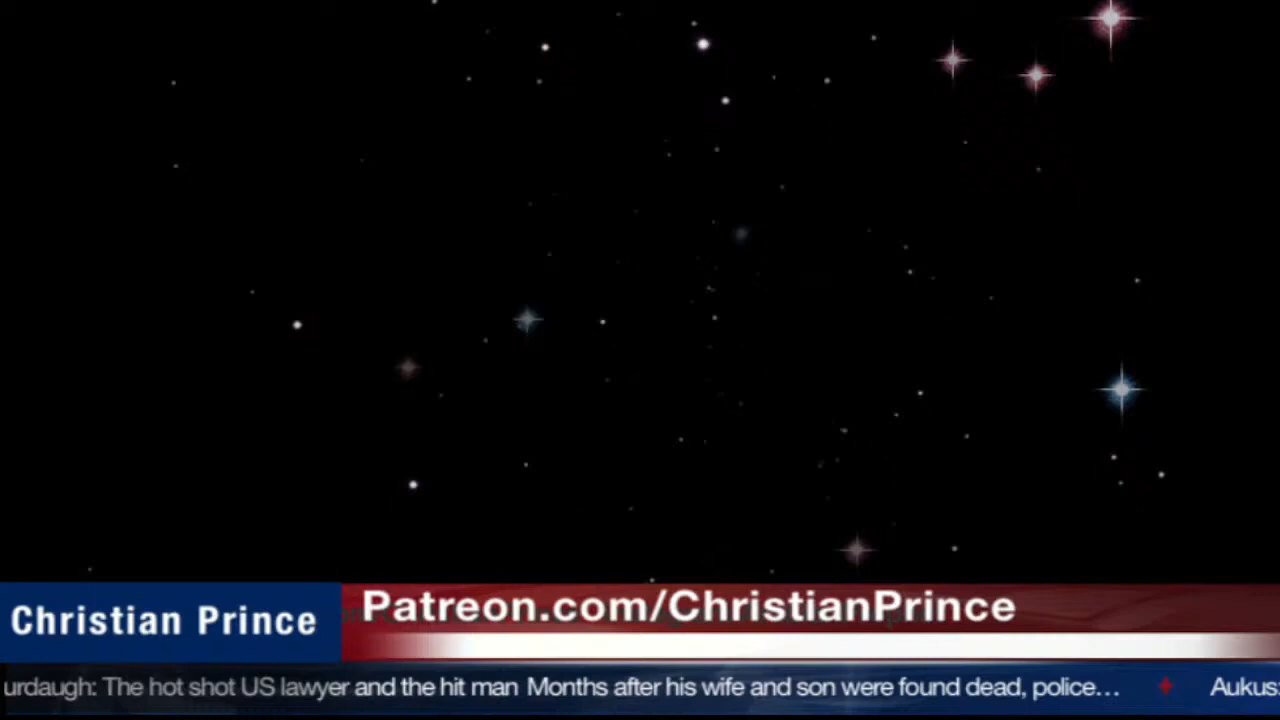 Christian Prince
Patreon.com/ChristianPrince
urdaugh: The hot shot US lawyer and the hit man Months after his wife and son were found dead, police… Aukus: